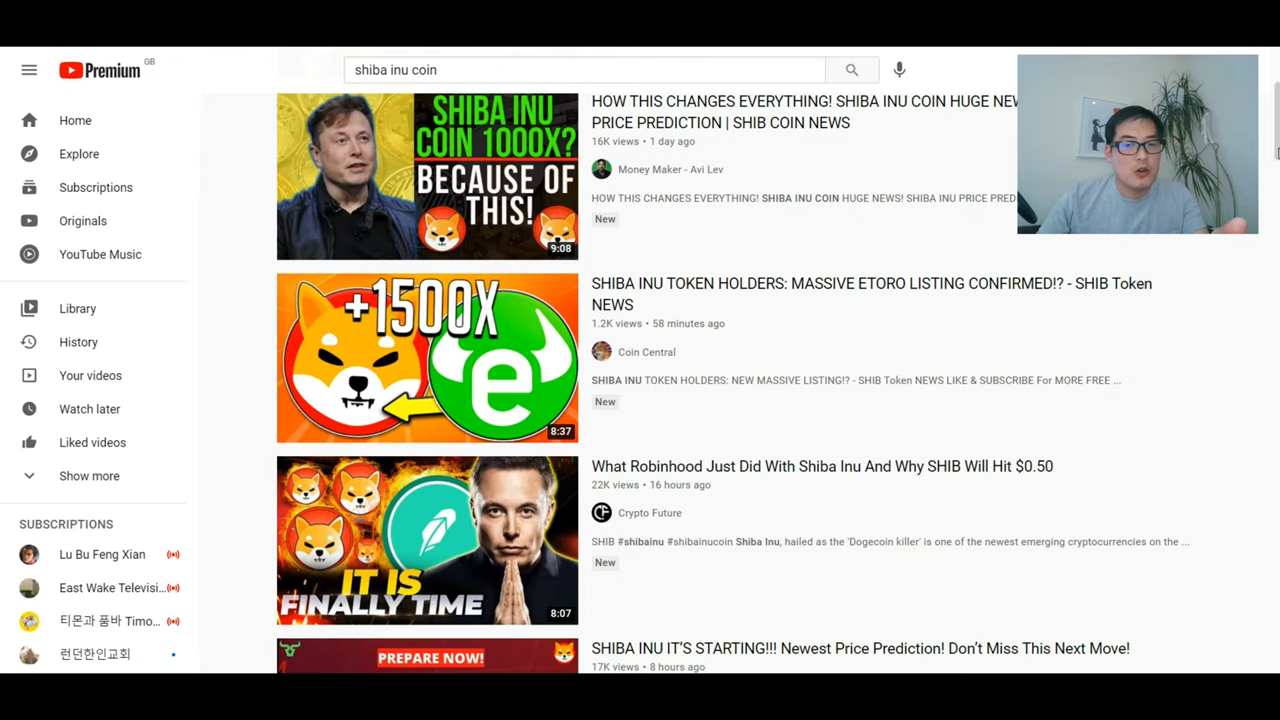 Premium GB
shiba inu coin
Home
Explore
Subscriptions
Originals
YouTube Music
Library
History
Your videos
Watch later
Liked videos
Show more
SUBSCRIPTIONS
Lu Bu Feng Xian
East Wake Televisi...
티몬과 품바 Timo...
런던한인교회
SHIBA INU
COIN 1000X?
BECAUSE OF
THIS!
9:08
HOW THIS CHANGES EVERYTHING! SHIBA INU COIN HUGE NEW
PRICE PREDICTION | SHIB COIN NEWS
16K views • 1 day ago
Money Maker - Avi Lev
HOW THIS CHANGES EVERYTHING! SHIBA INU COIN HUGE NEWS! SHIBA INU PRICE PRED
New
+1500X
e
8:37
SHIBA INU TOKEN HOLDERS: MASSIVE ETORO LISTING CONFIRMED!? - SHIB Token
NEWS
1.2K views • 58 minutes ago
Coin Central
SHIBA INU TOKEN HOLDERS: NEW MASSIVE LISTING!? - SHIB Token NEWS LIKE & SUBSCRIBE For MORE FREE ...
New
IT IS
FINALLY TIME
8:07
What Robinhood Just Did With Shiba Inu And Why SHIB Will Hit $0.50
22K views • 16 hours ago
CF Crypto Future
SHIB #shibainu #shibainucoin Shiba Inu, hailed as the 'Dogecoin killer' is one of the newest emerging cryptocurrencies on the ...
New
PREPARE NOW!
SHIBA INU IT'S STARTING!!! Newest Price Prediction! Don't Miss This Next Move!
17K views • 8 hours ago